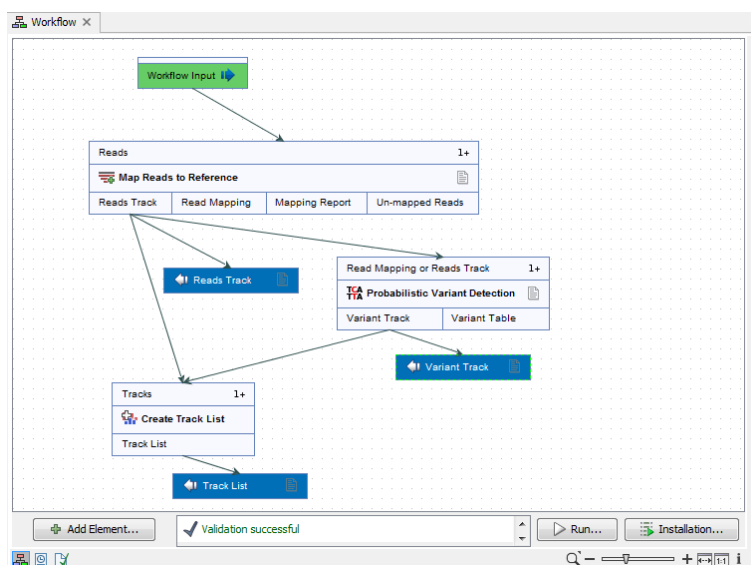 Workflow
Workflow Input
Reads 1+
Map Reads to Reference
Reads Track Read Mapping Mapping Report Un-mapped Reads
Reads Track
Read Mapping or Reads Track 1+
TCA
TTA
Probabilistic Variant Detection
Variant Track Variant Table
Variant Track
Tracks 1+
Create Track List
Track List
Track List
Add Element...
Validation successful
Run...
Installation...
1:1
i